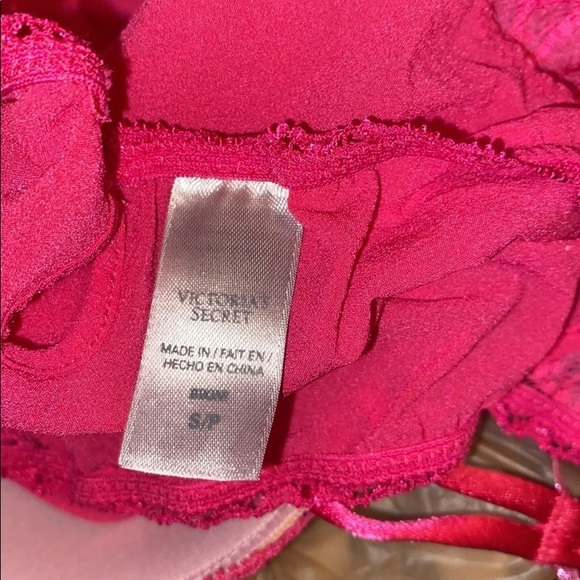 VICTORIA'S
SECRET
MADE IN / FAIT EN /
HECHO EN CHINA
S/P